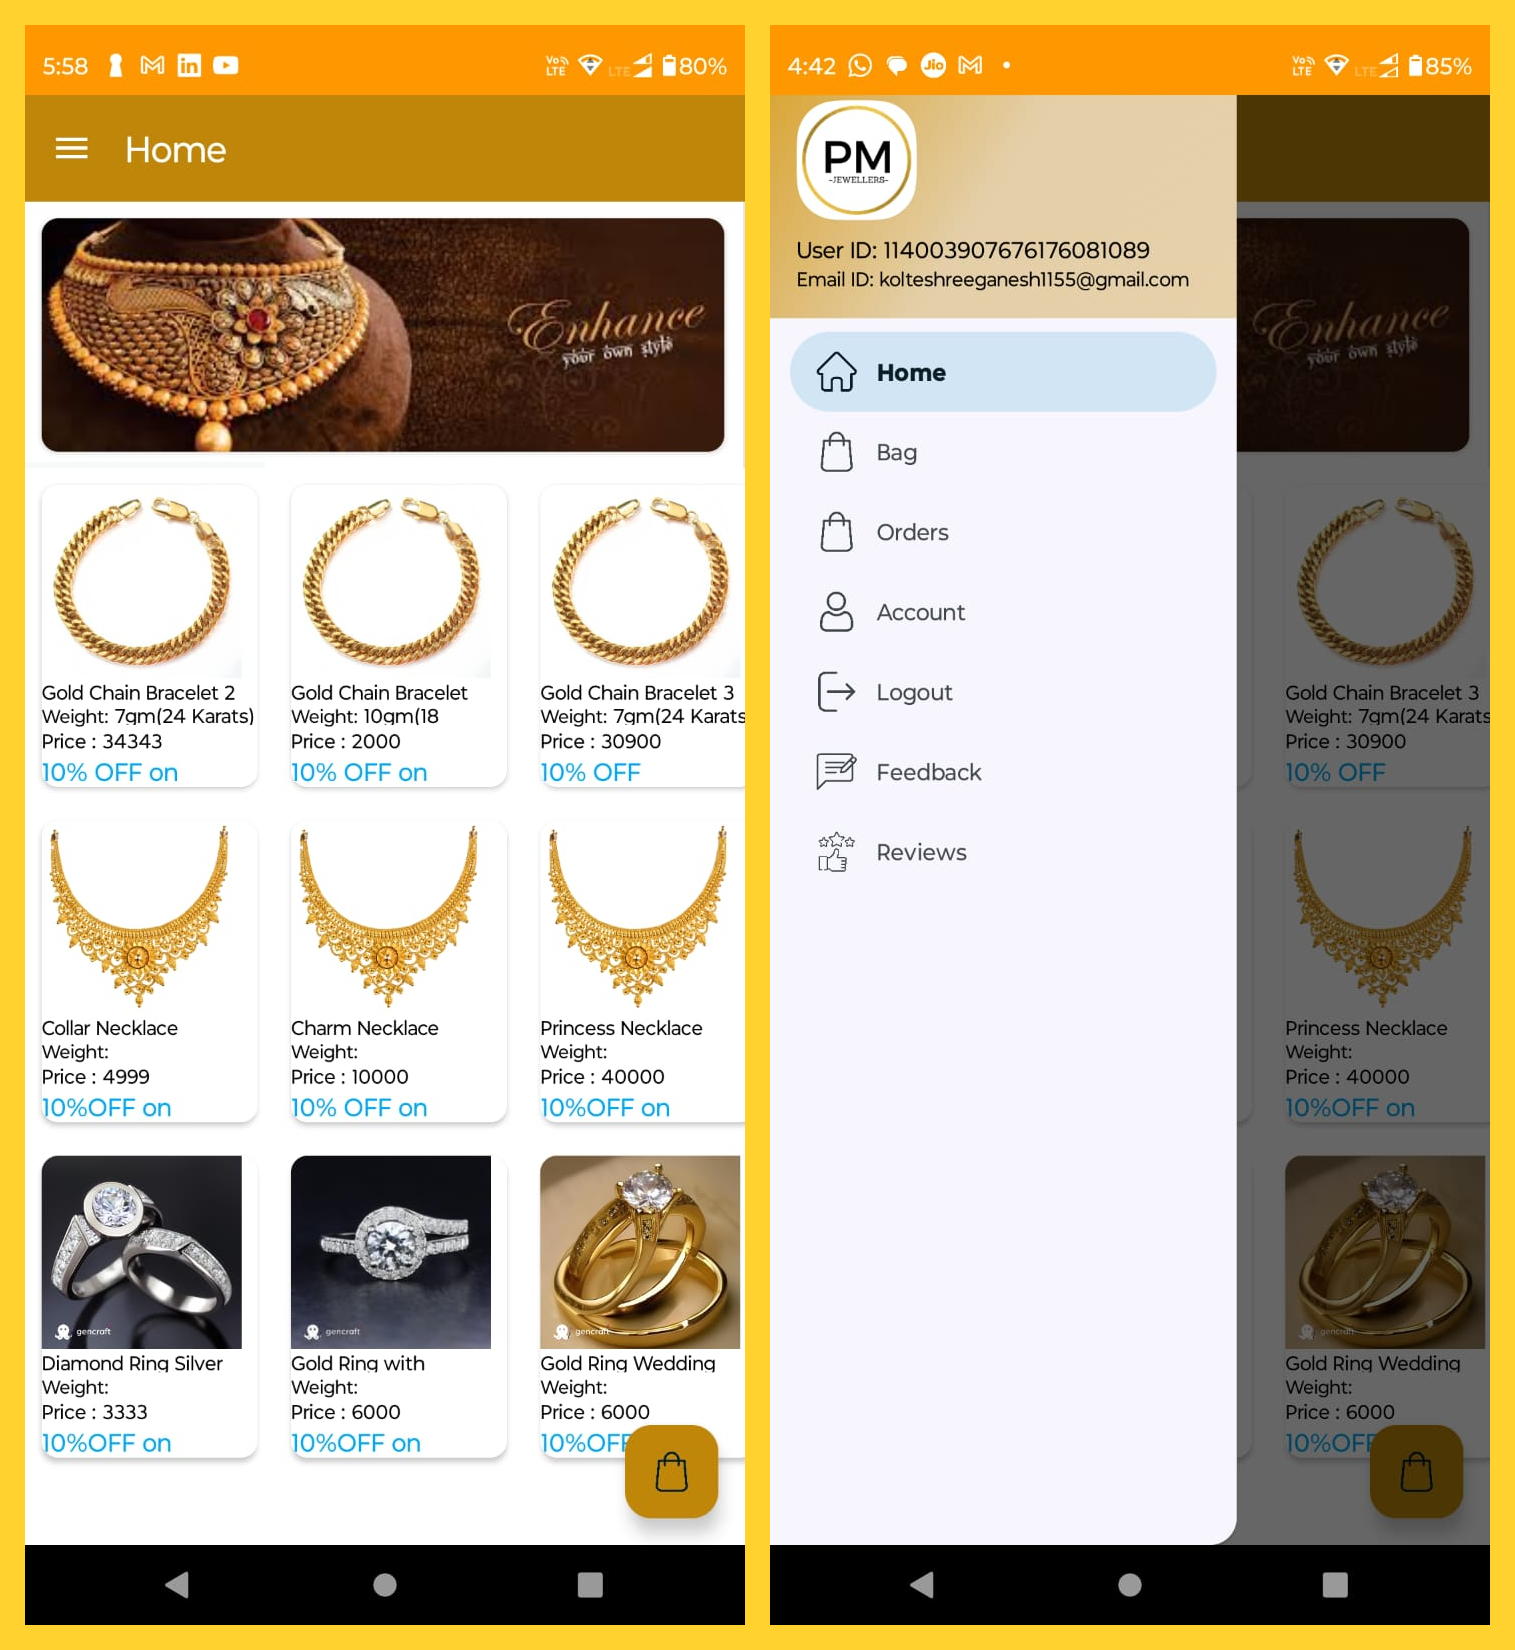 5:58
Vo
LTE
LTE
80%
Home
Enhance
your own style
Gold Chain Bracelet 2
Weight: 7gm(24 Karats)
Price : 34343
10% OFF on
Gold Chain Bracelet
Weight: 10gm(18
Price : 2000
10% OFF on
Gold Chain Bracelet 3
Weight: 7gm(24 Karats
Price : 30900
10% OFF
Collar Necklace
Weight:
Price : 4999
10%OFF on
Charm Necklace
Weight:
Price : 10000
10% OFF on
Princess Necklace
Weight:
Price : 40000
10%OFF on
gencraft
Diamond Ring Silver
Weight:
Price : 3333
10%OFF on
gencraft
Gold Ring with
Weight:
Price : 6000
10%OFF on
gencraft
Gold Ring Wedding
Weight:
Price : 6000
10%OFF
4:42
Jio
Vo
LTE
LTE
85%
PM
-JEWELLERS-
User ID: 114003907676176081089
Email ID: kolteshreeganesh1155@gmail.com
Home
Bag
Orders
Account
Logout
Feedback
Reviews
Enhance
your own style
Gold Chain Bracelet 3
Weight: 7gm(24 Karats
Price : 30900
10% OFF
Princess Necklace
Weight:
Price : 40000
10%OFF on
gencraft
Gold Ring Wedding
Weight:
Price : 6000
10%OFF